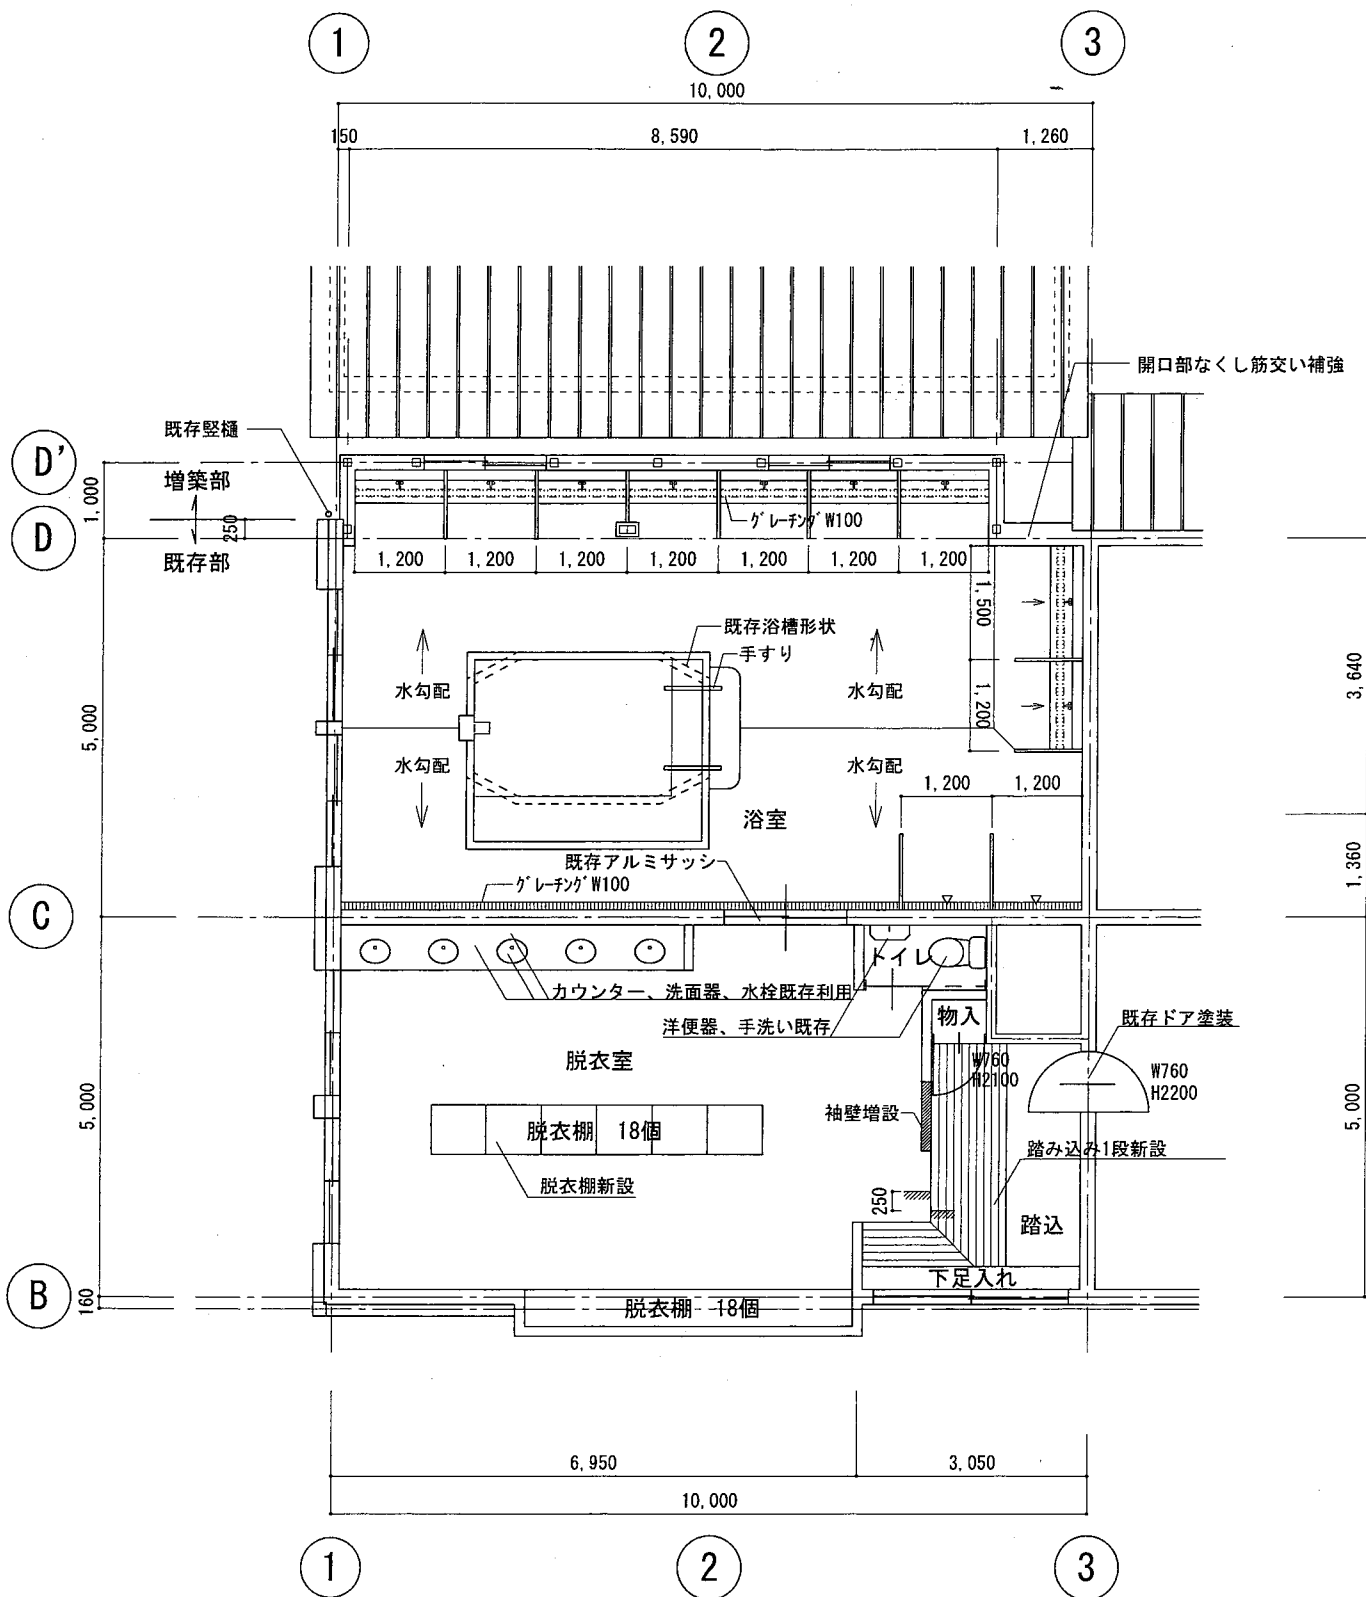 1
2
3
10,000
150
8,590
1,260
開口部なくし筋交い補強
既存竪樋
D'
増築部
1,000
250
グレーチングW100
D
既存部
1,200
1,200
1,200
1,200
1,200
1,200
1,200
1,500
既存浴槽形状
手すり
水勾配
水勾配
1,200
3,640
5,000
水勾配
水勾配
1,200
1,200
浴室
既存アルミサッシ
1,360
グレーチングW100
C
トイレ
カウンター、洗面器、水栓既存利用
洋便器、手洗い既存
物入
既存ドア塗装
脱衣室
W760
H2100
W760
H2200
袖壁増設
5,000
5,000
脱衣棚 18個
踏み込み1段新設
脱衣棚新設
250
踏込
下足入れ
B
160
脱衣棚 18個
6,950
3,050
10,000
1
2
3